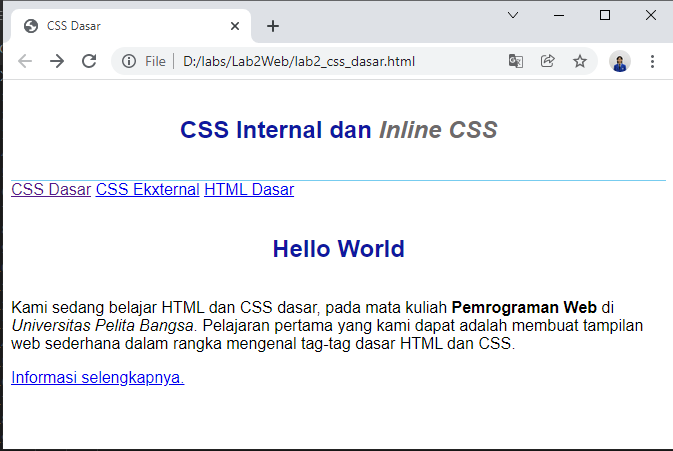 CSS Dasar
File D:/labs/Lab2Web/lab2_css_dasar.html
CSS Internal dan Inline CSS
CSS Dasar CSS Ekxternal HTML Dasar
Hello World
Kami sedang belajar HTML dan CSS dasar, pada mata kuliah Pemrograman Web di
Universitas Pelita Bangsa. Pelajaran pertama yang kami dapat adalah membuat tampilan
web sederhana dalam rangka mengenal tag-tag dasar HTML dan CSS.
Informasi selengkapnya.